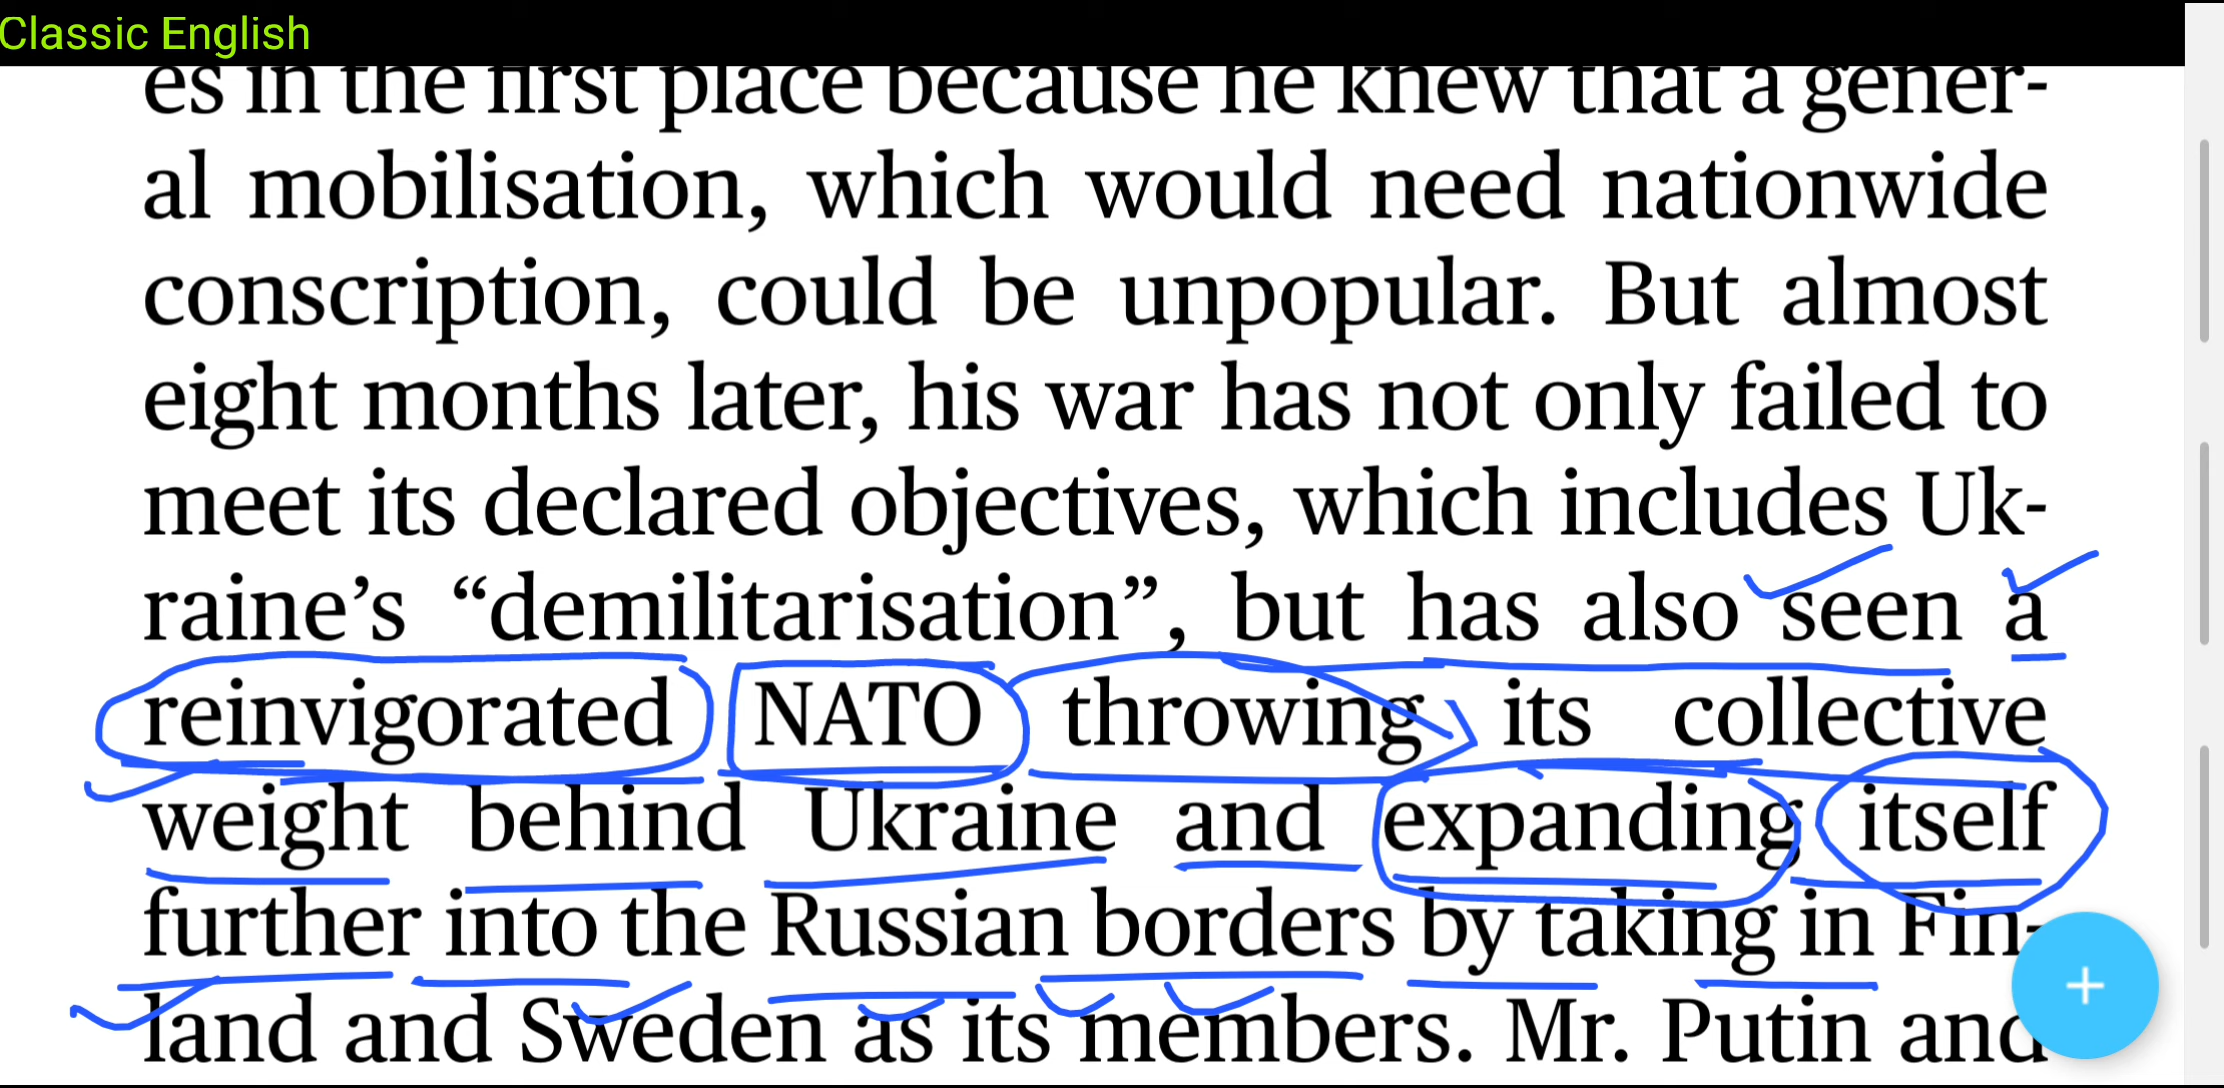 Classic English
es in the first place because he knew that a gener-
al mobilisation, which would need nationwide
conscription, could be unpopular. But almost
eight months later, his war has not only failed to
meet its declared objectives, which includes Uk-
raine’s “demilitarisation”, but has also seen a
reinvigorated NATO throwing its collective
weight behind Ukraine and expanding itself
further into the Russian borders by taking in Fin-
land and Sweden as its members. Mr. Putin and